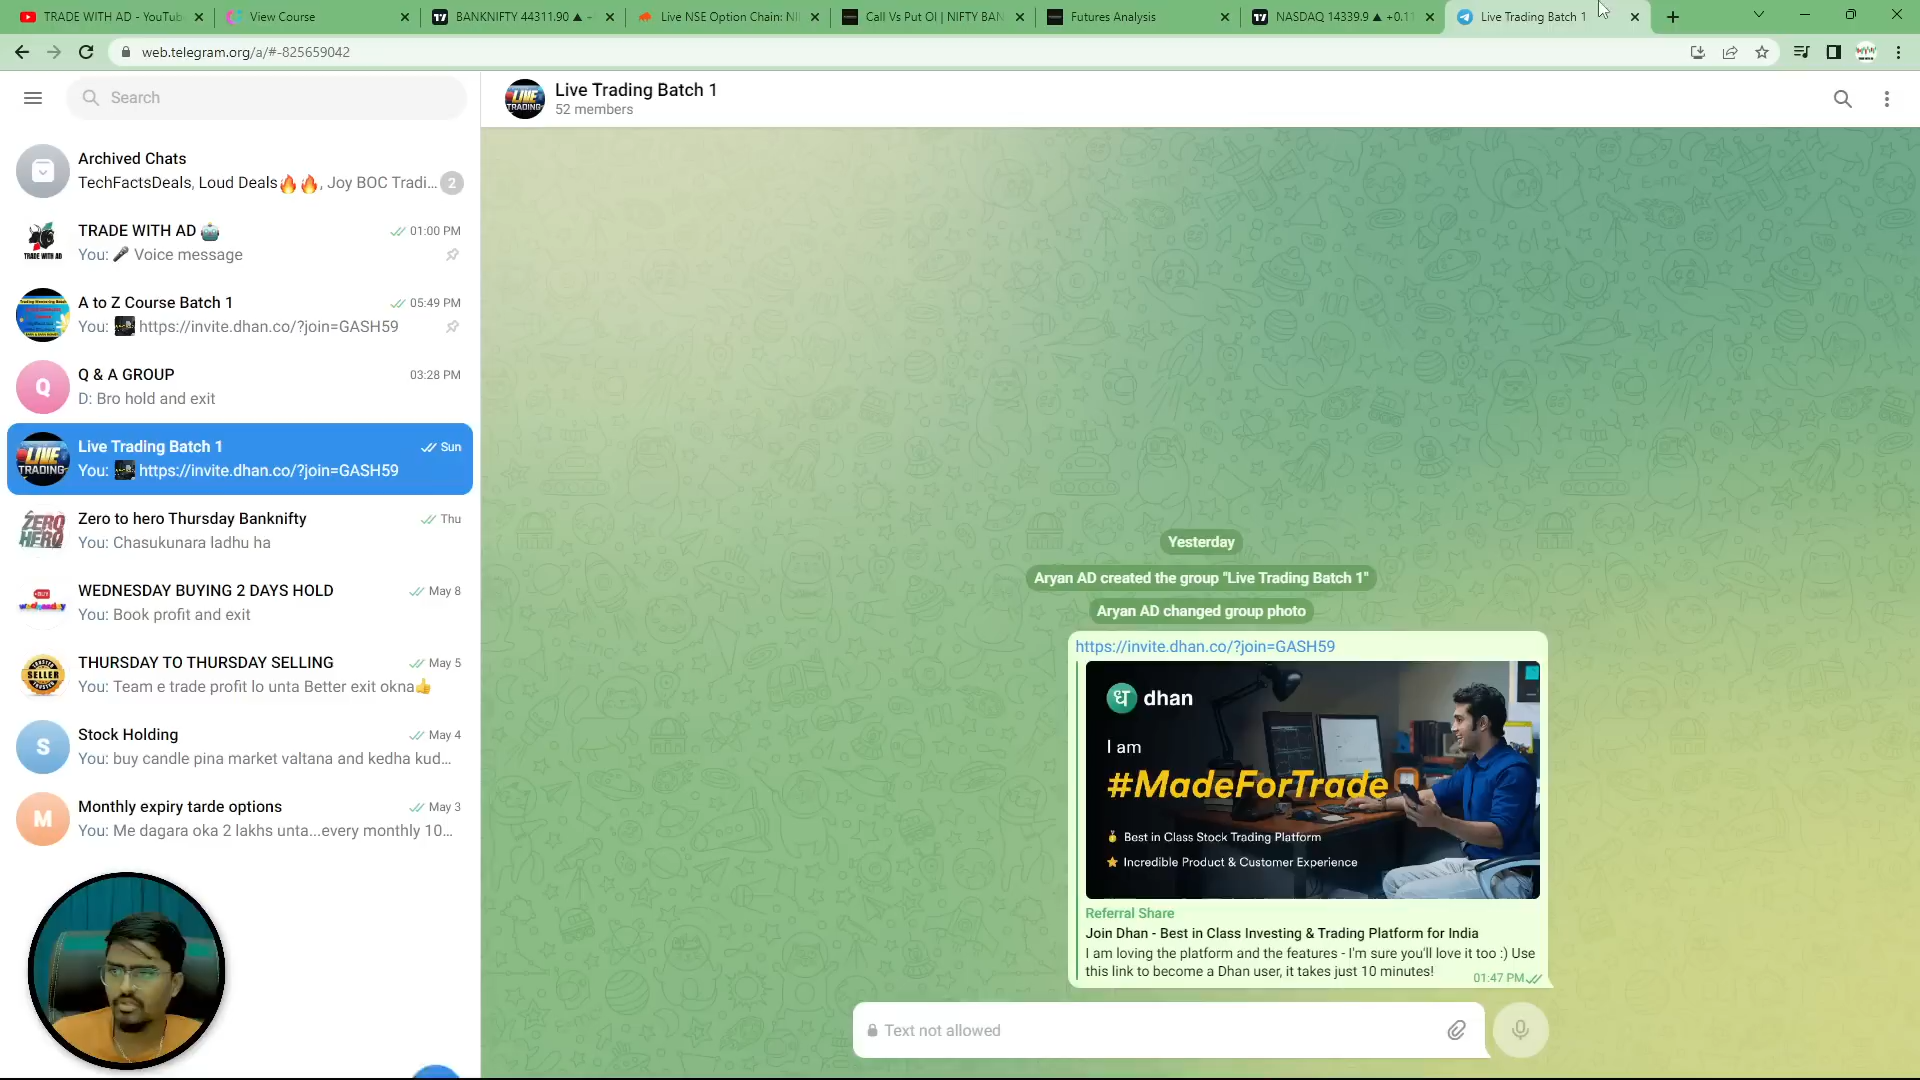 TRADE WITH AD - YouTub
View Course
BANKNIFTY 44311.90 ▲ +
Live NSE Option Chain: NI
Call Vs Put OI | NIFTY BAN
Futures Analysis
NASDAQ 14339.9 ▲ +0.1
Live Trading Batch 1
web.telegram.org/a/#-825659042
Search
Live Trading Batch 1
52 members
Archived Chats
TechFactsDeals, Loud Deals🔥🔥, Joy BOC Tradi...
2
TRADE WITH AD 🤖
01:00 PM
You: 🎤 Voice message
TRADE WITH AD
A to Z Course Batch 1
05:49 PM
You: https://invite.dhan.co/?join=GASH59
Q & A GROUP
03:28 PM
Q
D: Bro hold and exit
Live Trading Batch 1
Sun
You: https://invite.dhan.co/?join=GASH59
LIVE
TRADING
Zero to hero Thursday Banknifty
Thu
You: Chasukunara ladhu ha
ZERO
HERO
WEDNESDAY BUYING 2 DAYS HOLD
May 8
You: Book profit and exit
THURSDAY TO THURSDAY SELLING
May 5
You: Team e trade profit lo unta Better exit okna👍
SELLER
Stock Holding
May 4
S
You: buy candle pina market valtana and kedha kud...
Monthly expiry tarde options
May 3
M
You: Me dagara oka 2 lakhs unta...every monthly 10...
Yesterday
Aryan AD created the group "Live Trading Batch 1"
Aryan AD changed group photo
https://invite.dhan.co/?join=GASH59
ध dhan
I am
#MadeForTrade
Best in Class Stock Trading Platform
Incredible Product & Customer Experience
Referral Share
Join Dhan - Best in Class Investing & Trading Platform for India
I am loving the platform and the features - I'm sure you'll love it too :) Use
this link to become a Dhan user, it takes just 10 minutes!
01:47 PM
Text not allowed